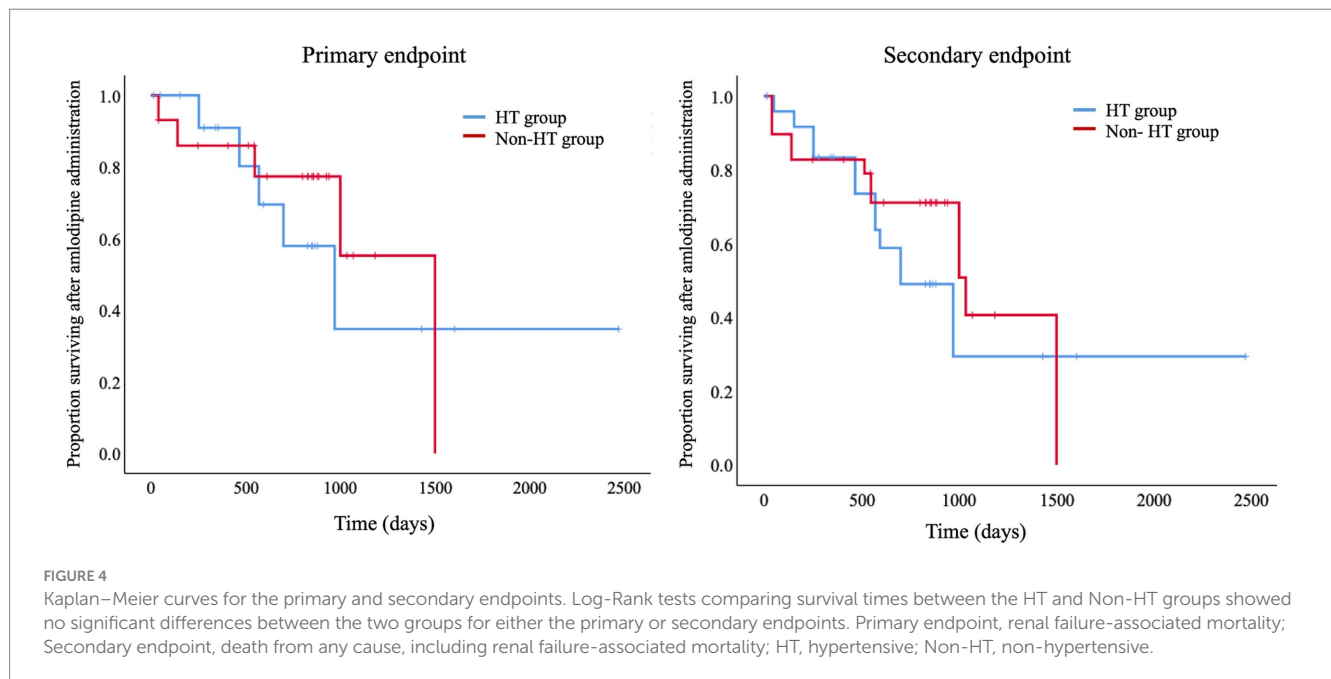 Primary endpoint
Proportion surviving after amlodipine administration
1.0
0.8
0.6
0.4
0.2
0.0
HT group
Non-HT group
0 500 1000 1500 2000 2500
Time (days)
Secondary endpoint
Proportion surviving after amlodipine administration
1.0
0.8
0.6
0.4
0.2
0.0
HT group
Non- HT group
0 500 1000 1500 2000 2500
Time (days)
FIGURE 4
Kaplan–Meier curves for the primary and secondary endpoints. Log-Rank tests comparing survival times between the HT and Non-HT groups showed
no significant differences between the two groups for either the primary or secondary endpoints. Primary endpoint, renal failure-associated mortality;
Secondary endpoint, death from any cause, including renal failure-associated mortality; HT, hypertensive; Non-HT, non-hypertensive.